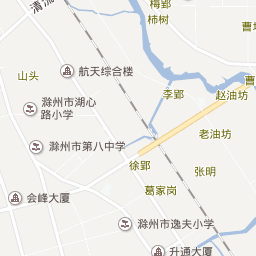 清流
梅郢
柿树
曹
山头
航天综合楼
李郢
赵油坊
曹
滁州市湖心
路小学
老油坊
滁州市第八中学
徐郢
张明
葛家岗
会峰大厦
滁州市逸夫小学
升通大厦